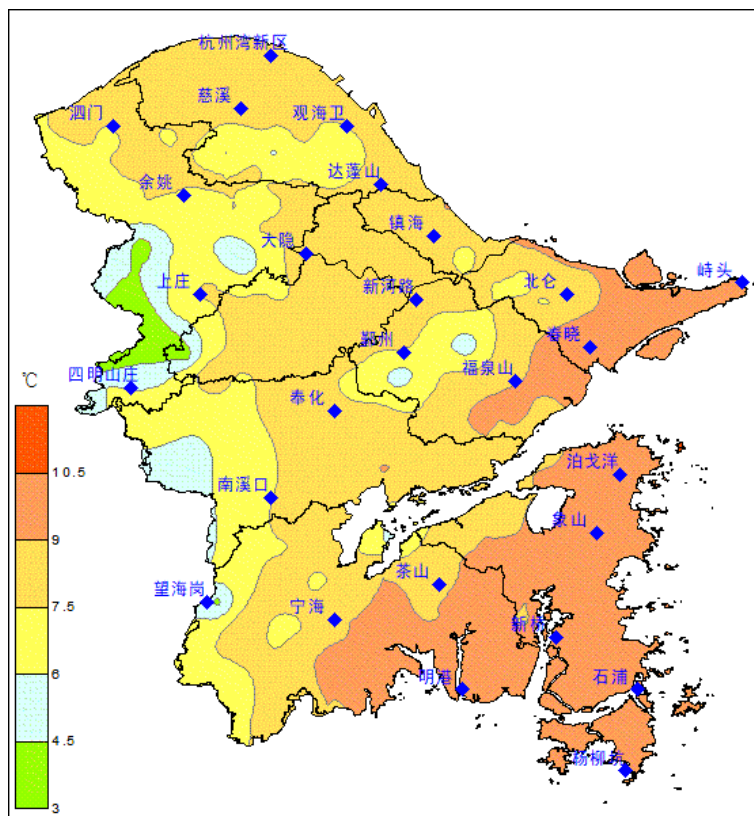 杭州湾新区
慈溪
泗门
观海卫
余姚
达蓬山
镇海
大隐
峙头
上庄
新河路
北仑
鄞州
春晓
四明山庄
福泉山
℃
奉化
10.5
泊戈洋
南溪口
象山
9
茶山
望海岗
7.5
宁海
新桥
6
明港
石浦
4.5
杨柳坑
3